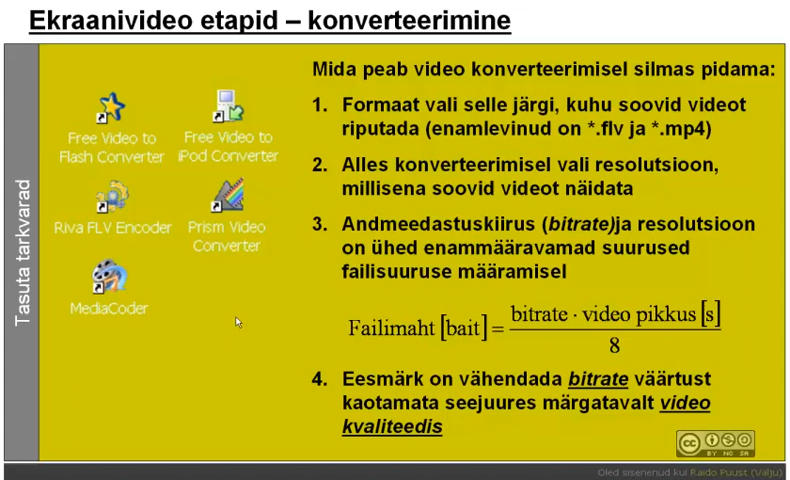 Ekraanivideo etapid – konverteerimine
Tasuta tarkvarad
Free Video to
Flash Converter
Free Video to
iPod Converter
Riva FLV Encoder
Prism Video
Converter
MediaCoder
Mida peab video konverteerimisel silmas pidama:
1. Formaat vali selle järgi, kuhu soovid videot
riputada (enamlevinud on *.flv ja *.mp4)
2. Alles konverteerimisel vali resolutsioon,
millisena soovid videot näidata
3. Andmeedastuskiirus (bitrate)ja resolutsioon
on ühed enammääravamad suurused
failisuuruse määramisel
Failimaht [bait] = bitrate · video pikkus [s]
8
4. Eesmärk on vähendada bitrate väärtust
kaotamata seejuures märgatavalt video
kvaliteedis
cc
BY NC SA
Oled sisenenud kui Raido Puust (Välju)